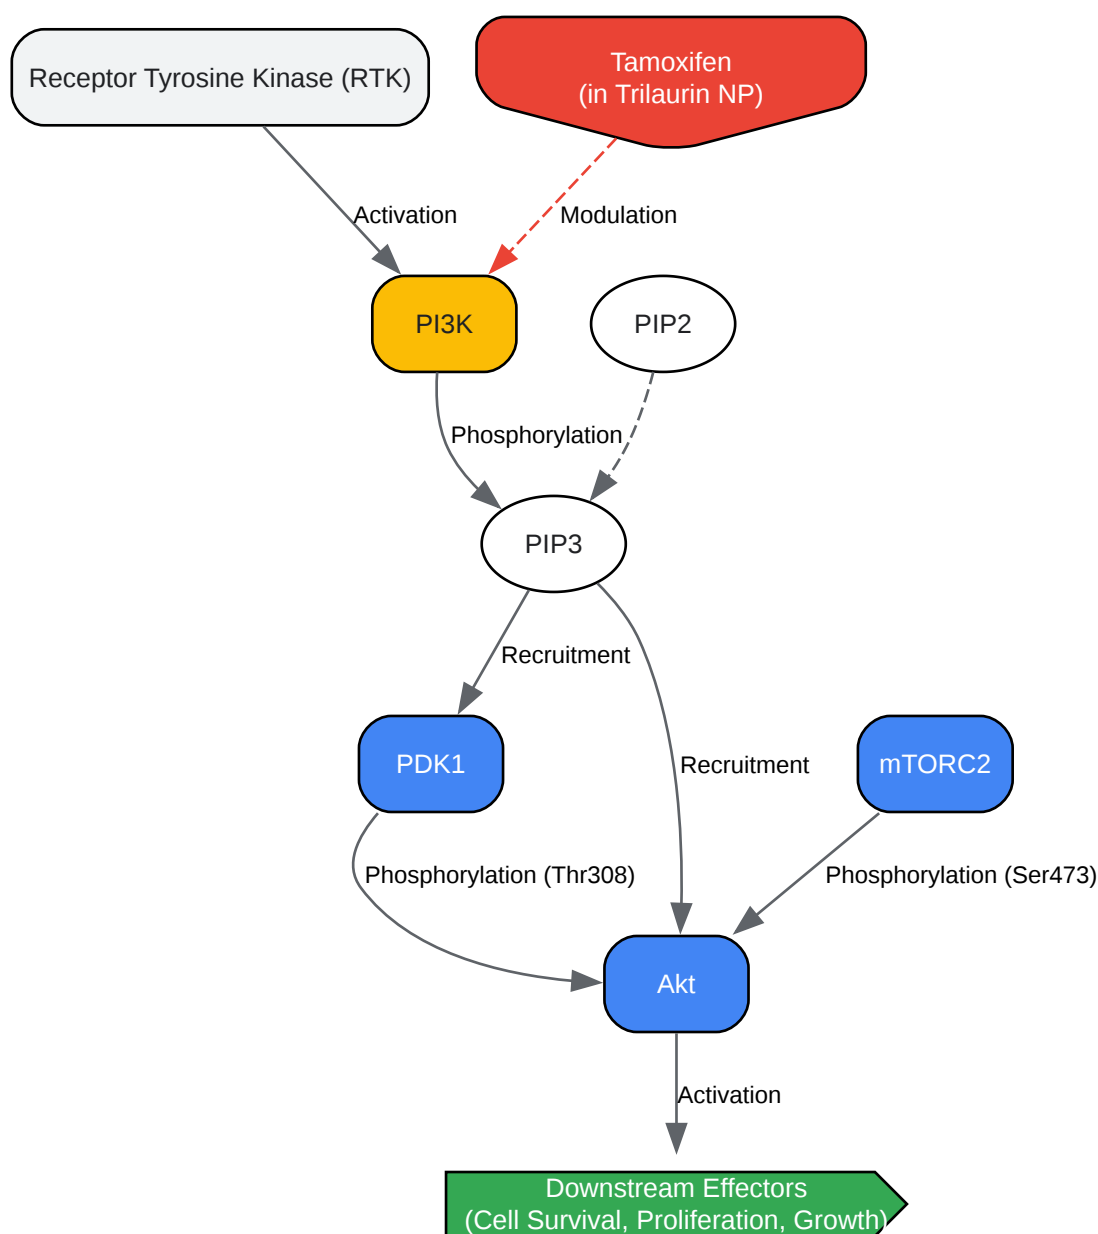 Receptor Tyrosine Kinase (RTK)
Tamoxifen
(in Trilaurin NP)
Activation
Modulation
PI3K
PIP2
Phosphorylation
PIP3
Recruitment
PDK1
Recruitment
mTORC2
Phosphorylation (Thr308)
Phosphorylation (Ser473)
Akt
Activation
Downstream Effectors
(Cell Survival, Proliferation, Growth)